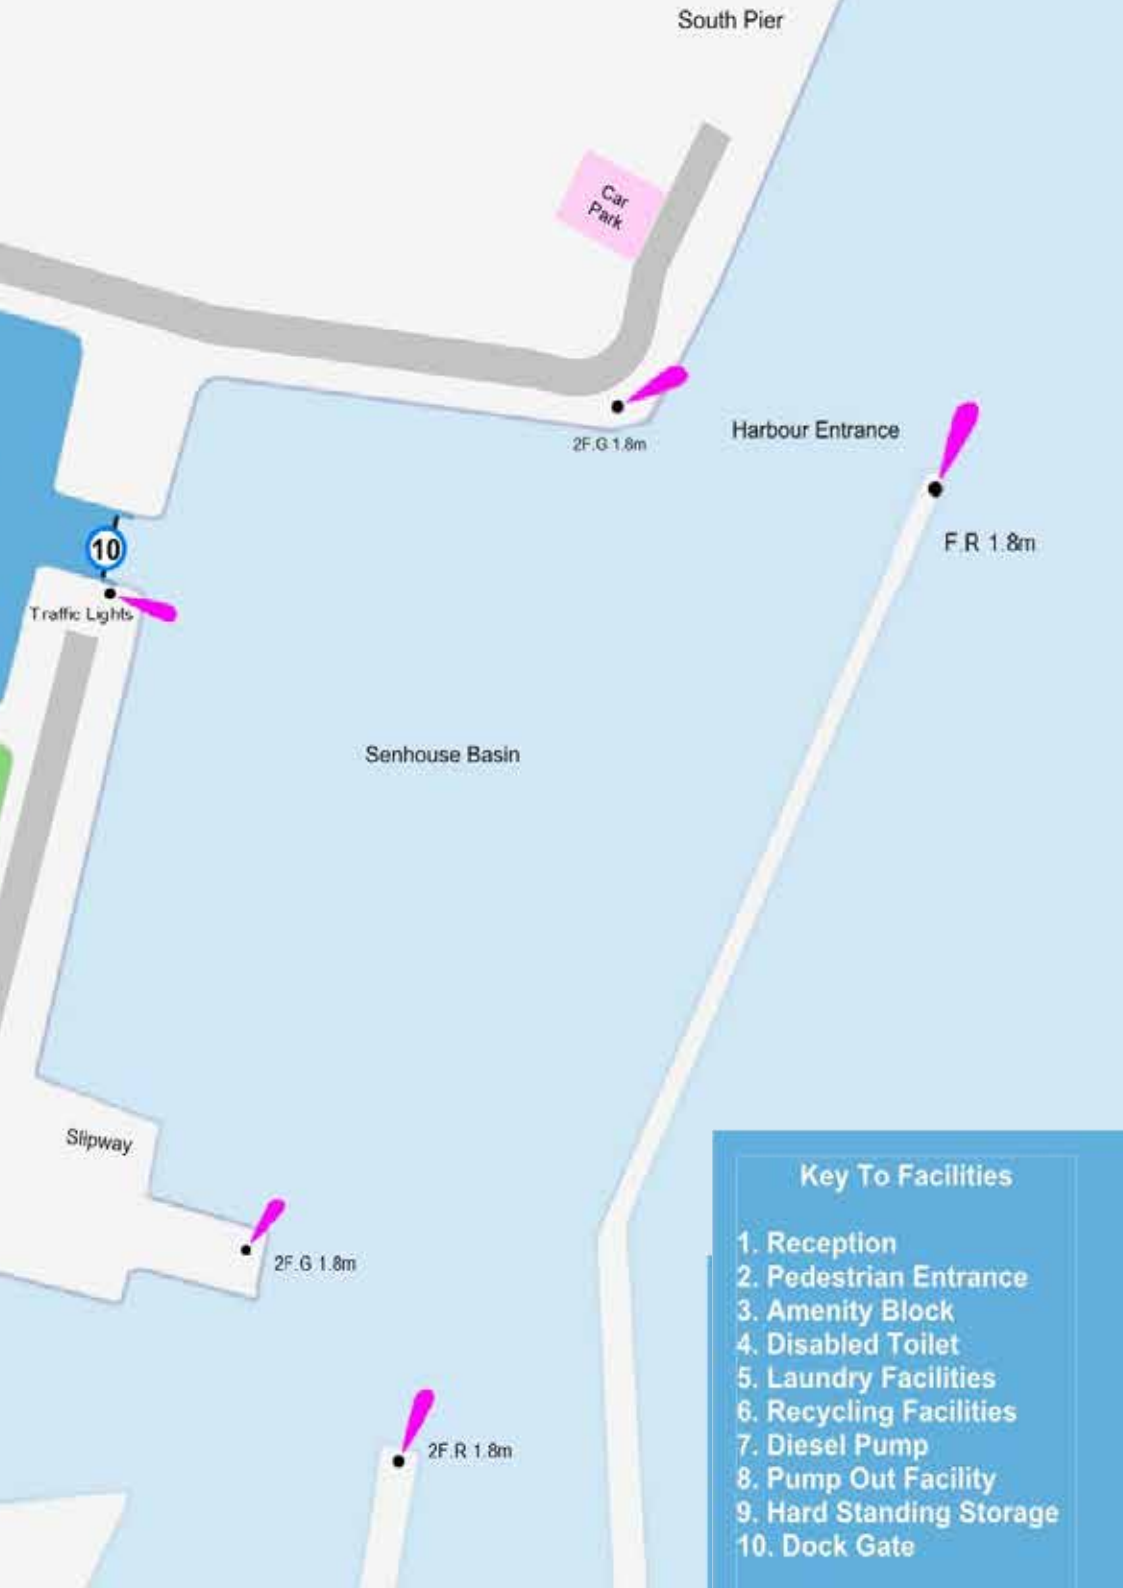 South Pier
Car
Park
2F.G 1.8m
Harbour Entrance
F.R 1.8m
10
Traffic Lights
Senhouse Basin
Slipway
2F.G 1.8m
2F.R 1.8m
Key To Facilities
1. Reception
2. Pedestrian Entrance
3. Amenity Block
4. Disabled Toilet
5. Laundry Facilities
6. Recycling Facilities
7. Diesel Pump
8. Pump Out Facility
9. Hard Standing Storage
10. Dock Gate